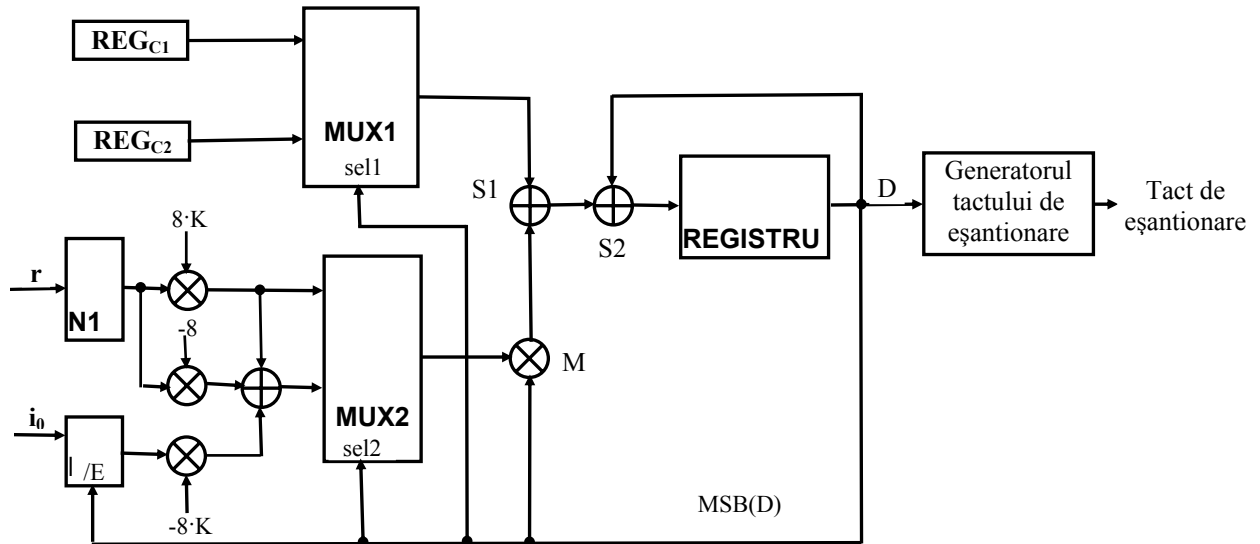 REGC1
REGC2
MUX1
sel1
S1
S2
REGISTRU
D
Generatorul
tactului de
eşantionare
Tact de
eşantionare
8·K
r
N1
-8
MUX2
sel2
M
i0
I
/E
-8·K
MSB(D)